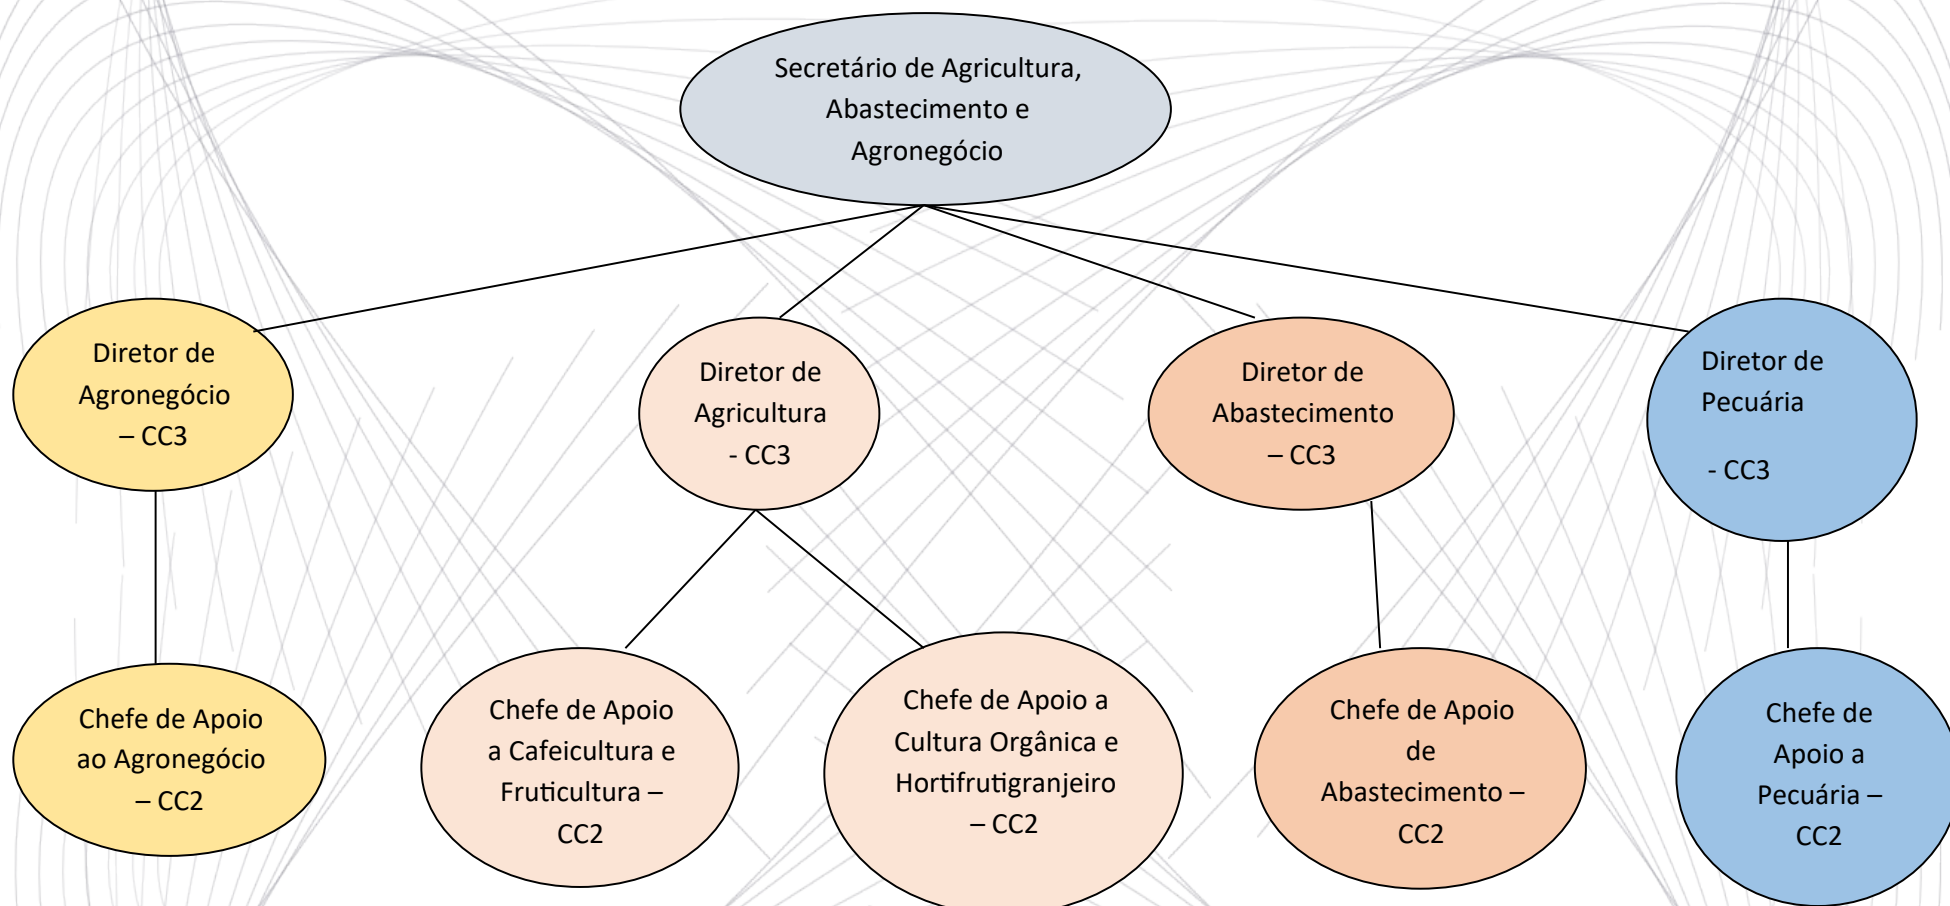 Secretário de Agricultura,
Abastecimento e
Agronegócio
Diretor de
Agronegócio
– CC3
Diretor de
Agricultura
- CC3
Diretor de
Abastecimento
– CC3
Diretor de
Pecuária
- CC3
Chefe de Apoio
ao Agronegócio
– CC2
Chefe de Apoio
a Cafeicultura e
Fruticultura –
CC2
Chefe de Apoio a
Cultura Orgânica e
Hortifrutigranjeiro
– CC2
Chefe de Apoio
de
Abastecimento –
CC2
Chefe de
Apoio a
Pecuária –
CC2